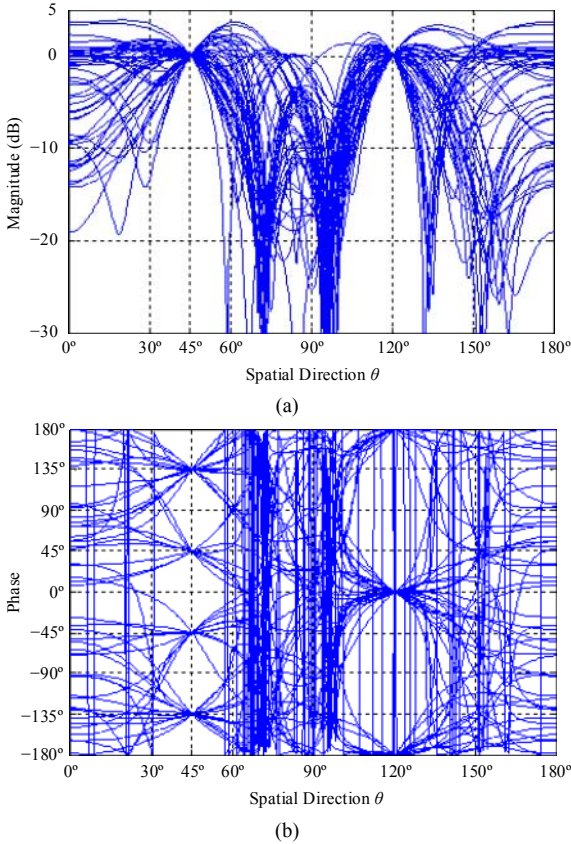 5
0
−10
−20
−30
Magnitude (dB)
0º 30º 45º 60º 90º 120º 150º 180º
Spatial Direction θ
(a)
180º
135º
90º
45º
0º
−45º
−90º
−135º
−180º
Phase
0º 30º 45º 60º 90º 120º 150º 180º
Spatial Direction θ
(b)